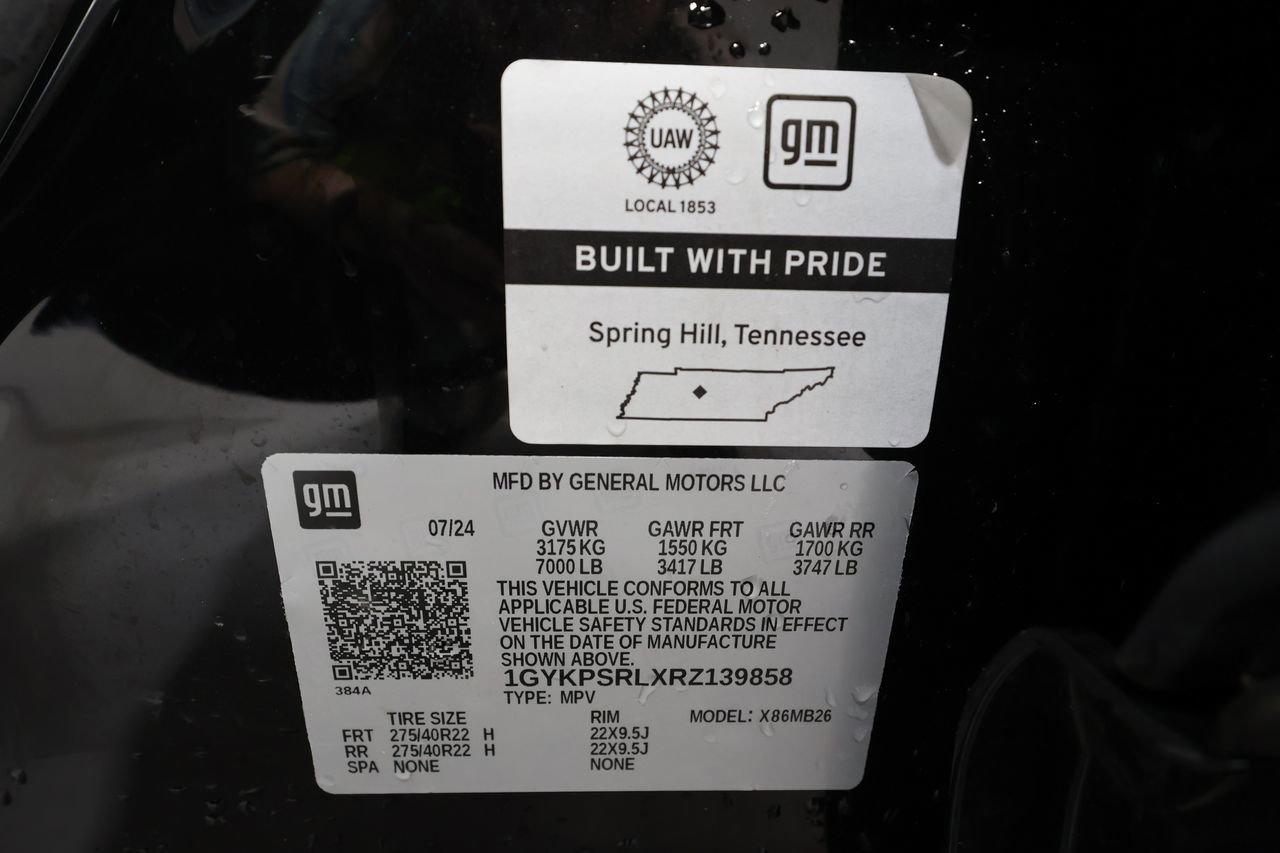 UAW gm
LOCAL 1853
BUILT WITH PRIDE
Spring Hill, Tennessee
gm
MFD BY GENERAL MOTORS LLC
07/24 GVWR GAWR FRT GAWR RR
3175 KG 1550 KG 1700 KG
7000 LB 3417 LB 3747 LB
THIS VEHICLE CONFORMS TO ALL
APPLICABLE U.S. FEDERAL MOTOR
VEHICLE SAFETY STANDARDS IN EFFECT
ON THE DATE OF MANUFACTURE
SHOWN ABOVE.
1GYKPSRLXRZ139858
384A
TYPE: MPV
TIRE SIZE RIM MODEL: X86MB26
FRT 275/40R22 H 22X9.5J
RR 275/40R22 H 22X9.5J
SPA NONE NONE